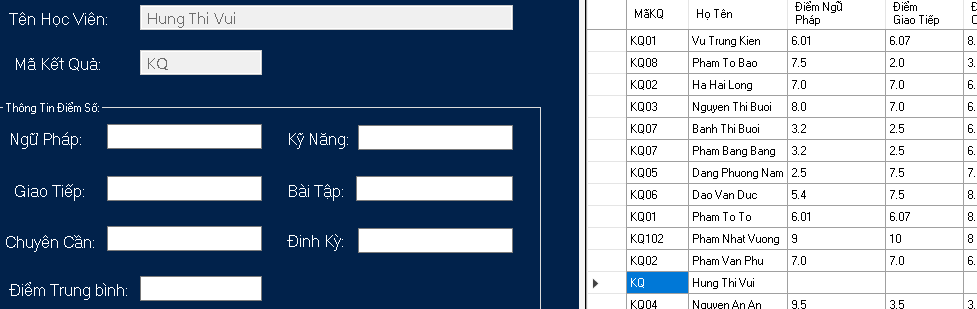 Tên Học Viên: Hung Thi Vui
Mã Kết Quả: KQ
Thông Tin Điểm Số:
Ngữ Pháp: Kỹ Năng:
Giao Tiếp: Bài Tập:
Chuyên Cần: Đinh Kỳ:
Điểm Trung bình:
MãKQ Họ Tên Điểm Ngữ Pháp Điểm Giao Tiếp
KQ01 Vu Trung Kien 6.01 6.07 8.
KQ08 Pham To Bao 7.5 2.0 3.
KQ02 Ha Hai Long 7.0 7.0 6.
KQ03 Nguyen Thi Buoi 8.0 7.0 6.
KQ07 Banh Thi Buoi 3.2 2.5 6.
KQ07 Pham Bang Bang 3.2 2.5 6.
KQ05 Dang Phuong Nam 2.5 7.5 7.
KQ06 Dao Van Duc 5.4 7.5 8.
KQ01 Pham To To 6.01 6.07 8.
KQ102 Pham Nhat Vuong 9 10 8
KQ02 Pham Van Phu 7.0 7.0 6.
KQ Hung Thi Vui
KQ04 Nguyen An An 9.5 3.5 3.